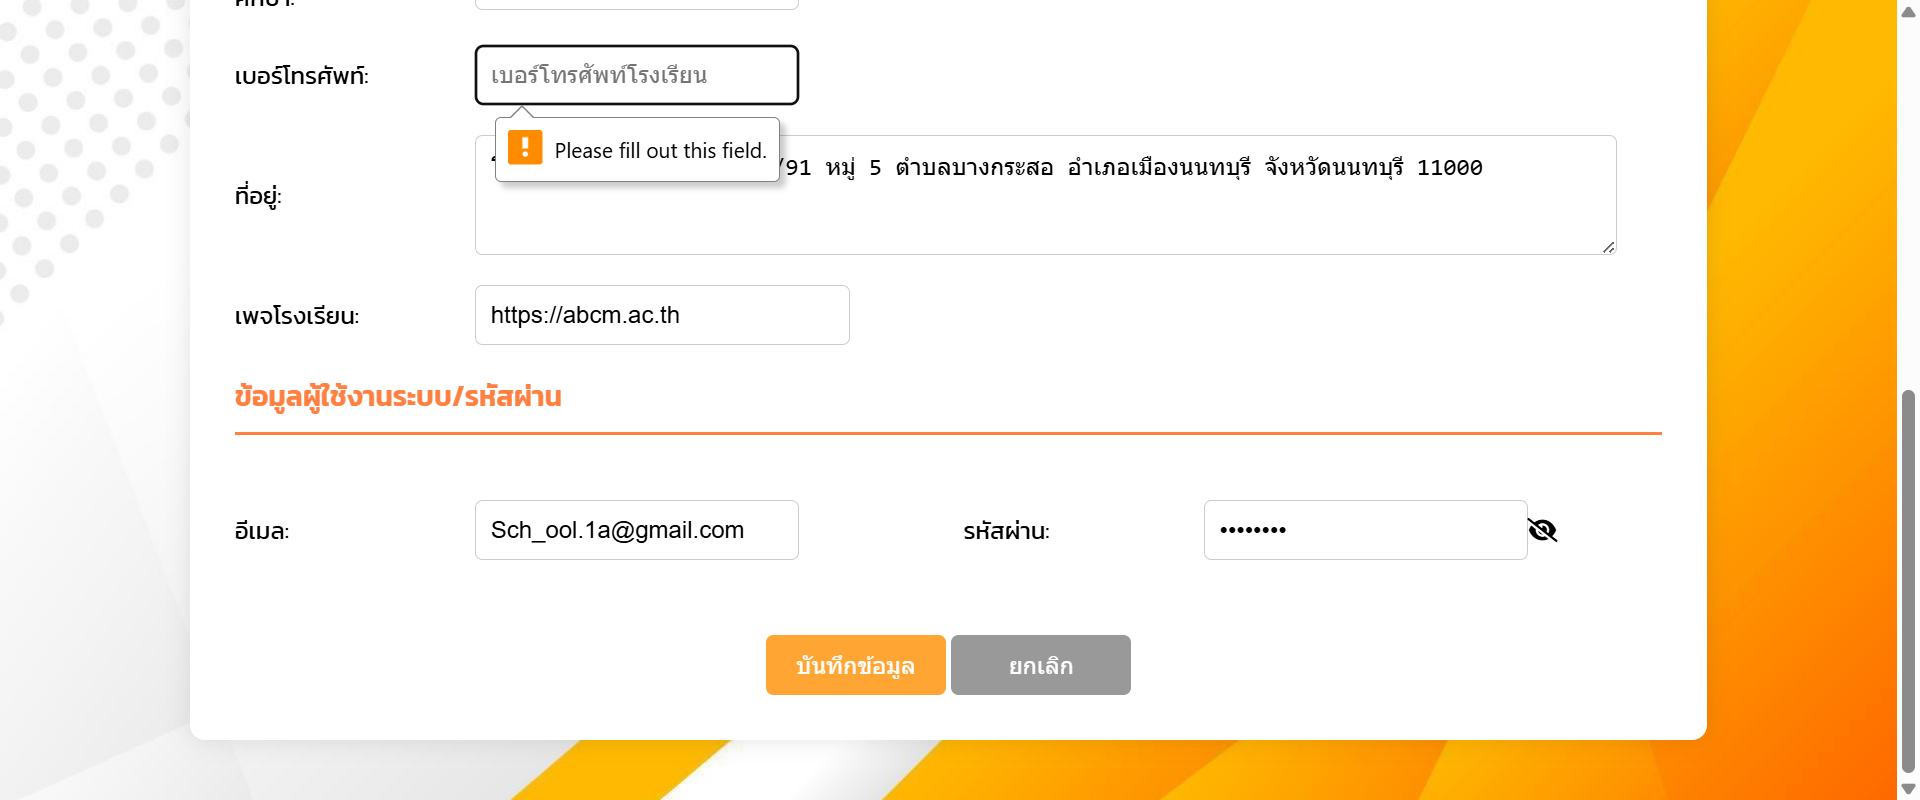 เบอร์โทรศัพท์:
เบอร์โทรศัพท์โรงเรียน
Please fill out this field.
/91 หมู่ 5 ตำบลบางกระสอ อำเภอเมืองนนทบุรี จังหวัดนนทบุรี 11000
ที่อยู่:
เพจโรงเรียน:
https://abcm.ac.th
ข้อมูลผู้ใช้งานระบบ/รหัสผ่าน
อีเมล:
Sch_ool.1a@gmail.com
รหัสผ่าน:
••••••••
บันทึกข้อมูล
ยกเลิก